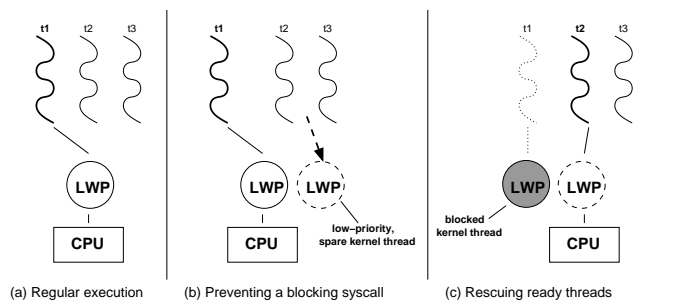 t1 t2 t3
LWP
CPU
(a) Regular execution
t1 t2 t3
LWP LWP
low-priority,
spare kernel thread
CPU
(b) Preventing a blocking syscall
t1 t2 t3
LWP LWP
blocked
kernel thread
CPU
(c) Rescuing ready threads